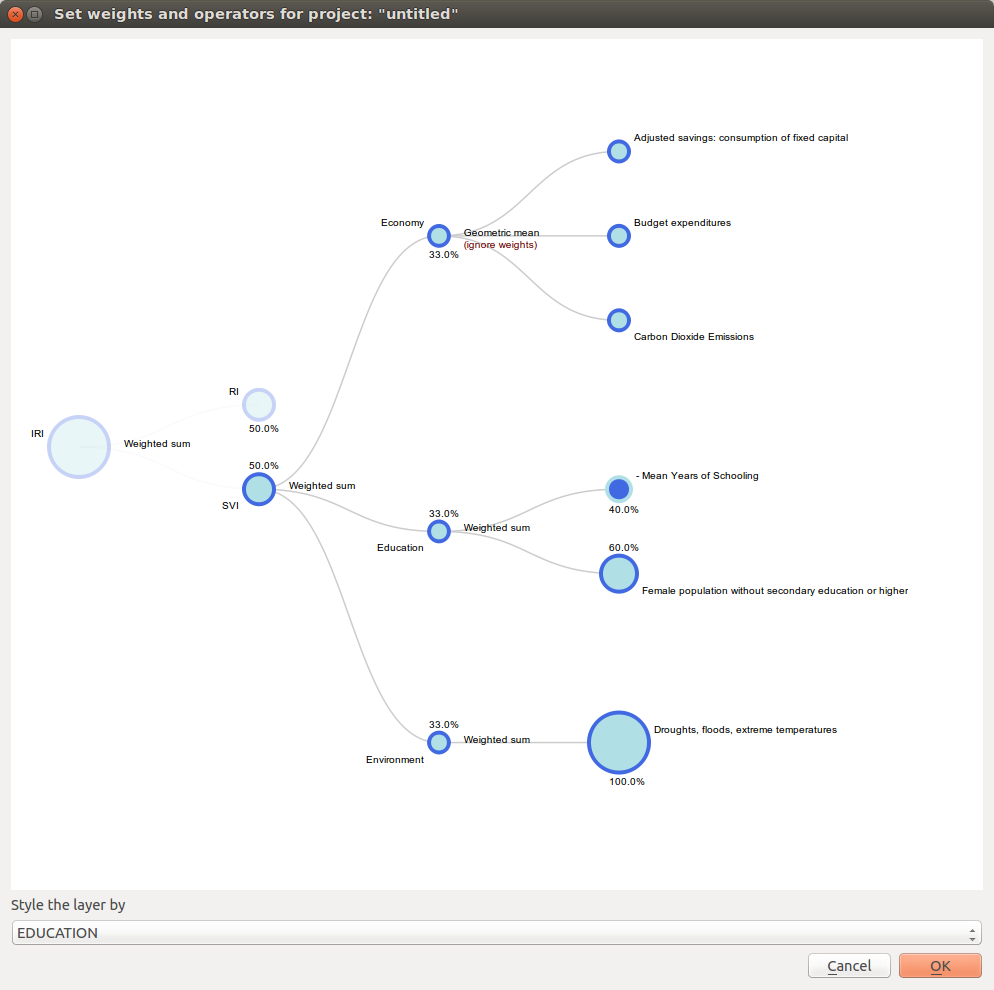 Set weights and operators for project: "untitled"
Adjusted savings: consumption of fixed capital
Economy
Budget expenditures
Geometric mean
(ignore weights)
33.0%
Carbon Dioxide Emissions
RI
50.0%
IRI
Weighted sum
50.0%
Weighted sum
SVI
- Mean Years of Schooling
40.0%
33.0%
Weighted sum
Education
60.0%
Female population without secondary education or higher
33.0%
Weighted sum
Environment
Droughts, floods, extreme temperatures
100.0%
Style the layer by
EDUCATION
Cancel
OK